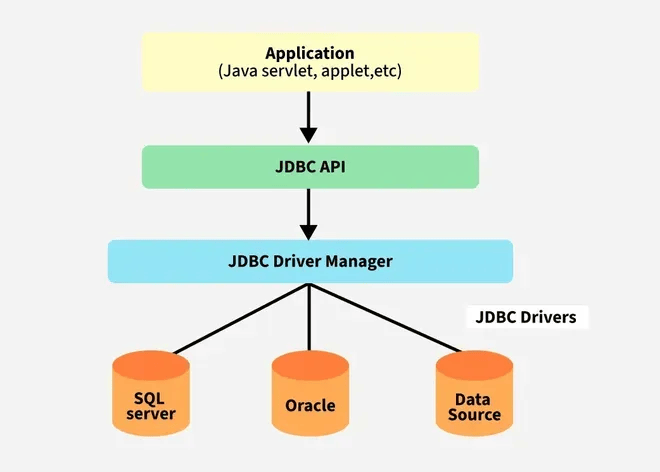 Application
(Java servlet, applet,etc)
JDBC API
JDBC Driver Manager
JDBC Drivers
SQL
server
Oracle
Data
Source